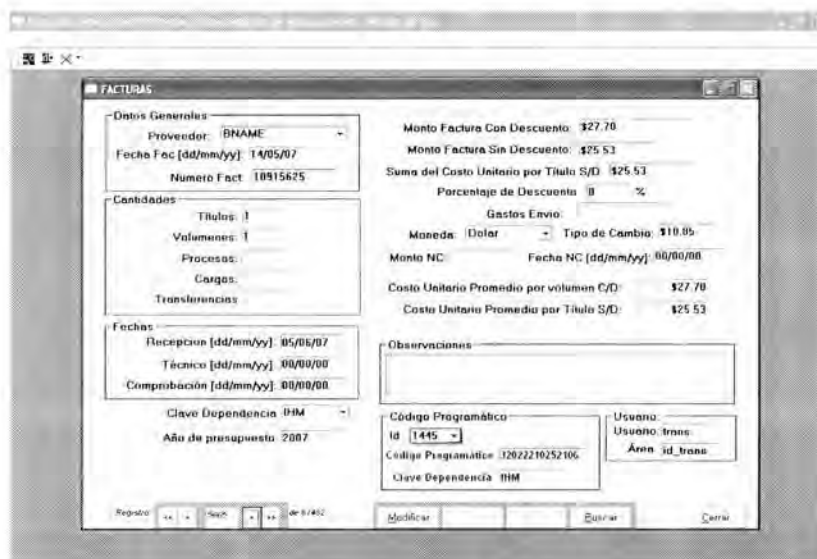 FACTURAS
Datos Generales
Proveedor: BNAME
Fecha Fac [dd/mm/yy]: 14/05/07
Numero Fact: 10915625
Cantidades
Títulos: 1
Volumenes: 1
Procesos:
Cargos:
Transferencias
Fechas
Recepcion [dd/mm/yy]: 05/06/07
Técnico [dd/mm/yy]: 00/00/00
Comprobación [dd/mm/yy]: 00/00/00
Clave Dependencia IHM
Año de presupuesto 2007
Monto Factura Con Descuento: $27.70
Monto Factura Sin Descuento: $25.53
Suma del Costo Unitario por Título S/D: $25.53
Porcentaje de Descuento 0 %
Gastos Envio:
Moneda: Dolar Tipo de Cambio: $10.85
Monto NC: Fecha NC [dd/mm/yy]: 00/00/00
Costo Unitario Promedio por volumen C/D: $27.70
Costo Unitario Promedio por Título S/D: $25.53
Observaciones
Código Programático
Id 1445
Código Programático 12022210252106
Clave Dependencia IHM
Usuario:
Usuario: trans
Área id_trans
Registro de
Modificar Buscar Cerrar